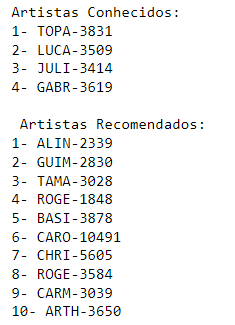 Artistas Conhecidos:
1- TOPA-3831
2- LUCA-3509
3- JULI-3414
4- GABR-3619
Artistas Recomendados:
1- ALIN-2339
2- GUIM-2830
3- TAMA-3028
4- ROGE-1848
5- BASI-3878
6- CARO-10491
7- CHRI-5605
8- ROGE-3584
9- CARM-3039
10- ARTH-3650